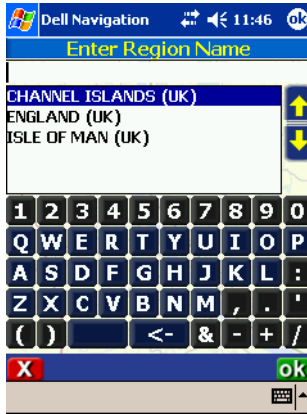 Dell Navigation 11:46 ok
Enter Region Name
CHANNEL ISLANDS (UK)
ENGLAND (UK)
ISLE OF MAN (UK)
1 2 3 4 5 6 7 8 9 0
Q W E R T Y U I O P
A S D F G H J K L :
Z X C V B N M , . "
( ) <- & - + /
X ok